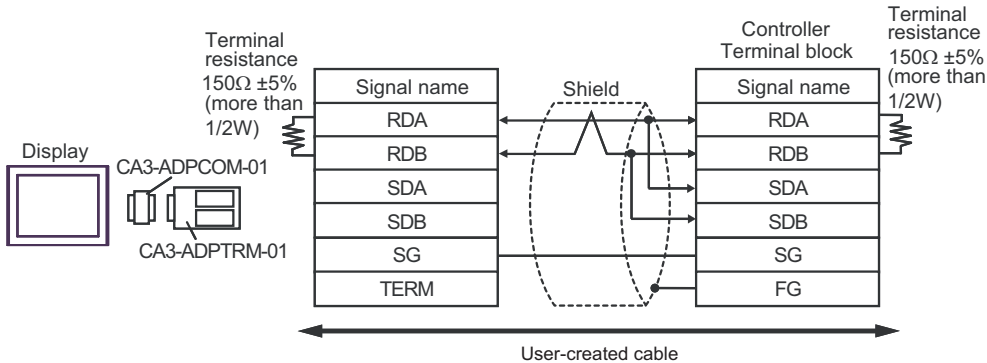 Terminal
resistance
150Ω ±5%
(more than
1/2W)
Display
CA3-ADPCOM-01
CA3-ADPTRM-01
Signal name
RDA
RDB
SDA
SDB
SG
TERM
Shield
Controller
Terminal block
Signal name
RDA
RDB
SDA
SDB
SG
FG
Terminal
resistance
150Ω ±5%
(more than
1/2W)
User-created cable